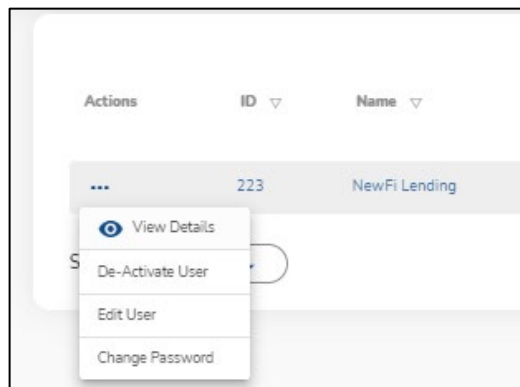 Actions ID Name
... 223 NewFi Lending
View Details
S
De-Activate User
Edit User
Change Password